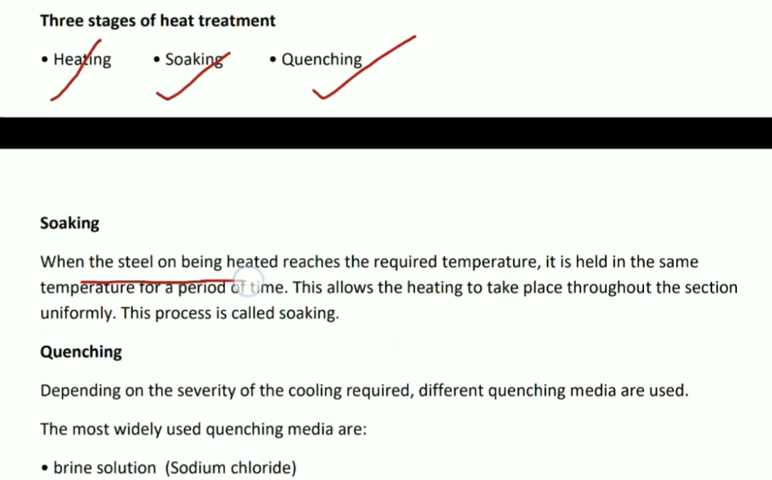 Three stages of heat treatment
• Heating • Soaking • Quenching
Soaking
When the steel on being heated reaches the required temperature, it is held in the same
temperature for a period of time. This allows the heating to take place throughout the section
uniformly. This process is called soaking.
Quenching
Depending on the severity of the cooling required, different quenching media are used.
The most widely used quenching media are:
• brine solution (Sodium chloride)